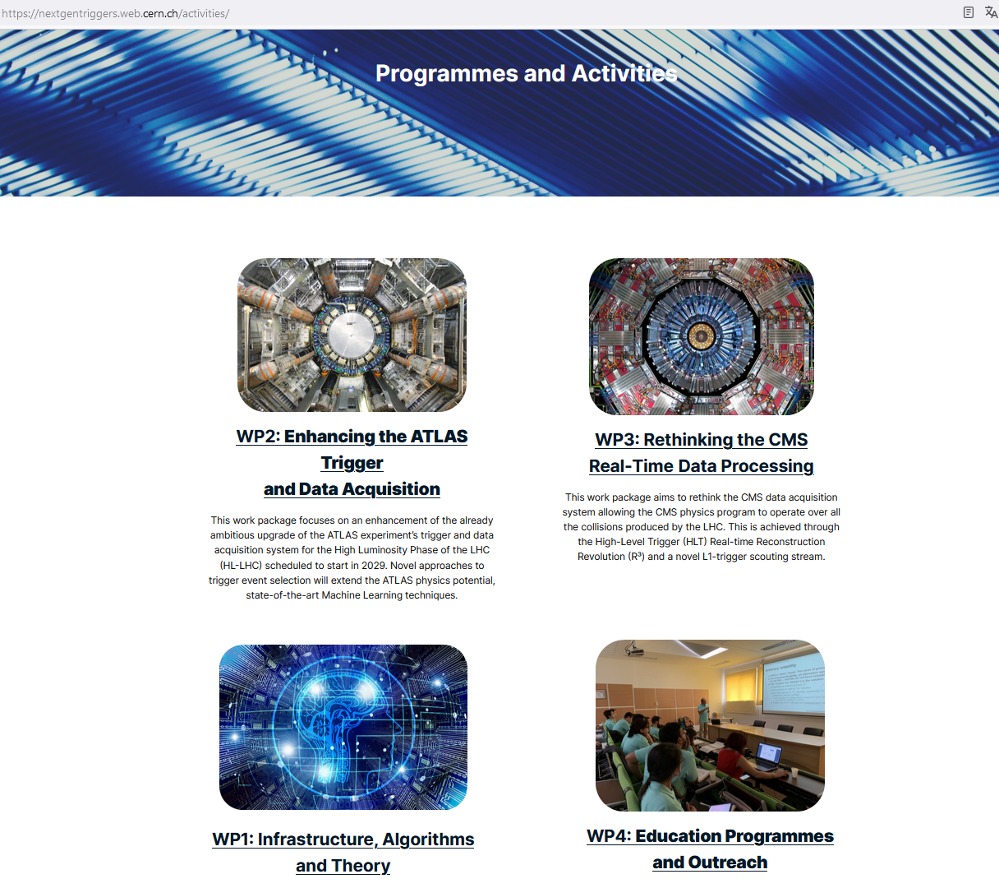 https://nextgentriggers.web.cern.ch/activities/
Programmes and Activities
WP2: Enhancing the ATLAS
Trigger
and Data Acquisition
This work package focuses on an enhancement of the already
ambitious upgrade of the ATLAS experiment’s trigger and data
acquisition system for the High Luminosity Phase of the LHC
(HL-LHC) scheduled to start in 2029. Novel approaches to
trigger event selection will extend the ATLAS physics potential,
state-of-the-art Machine Learning techniques.
WP3: Rethinking the CMS
Real-Time Data Processing
This work package aims to rethink the CMS data acquisition
system allowing the CMS physics program to operate over all
the collisions produced by the LHC. This is achieved through
the High-Level Trigger (HLT) Real-time Reconstruction
Revolution (R³) and a novel L1-trigger scouting stream.
WP1: Infrastructure, Algorithms
and Theory
WP4: Education Programmes
and Outreach